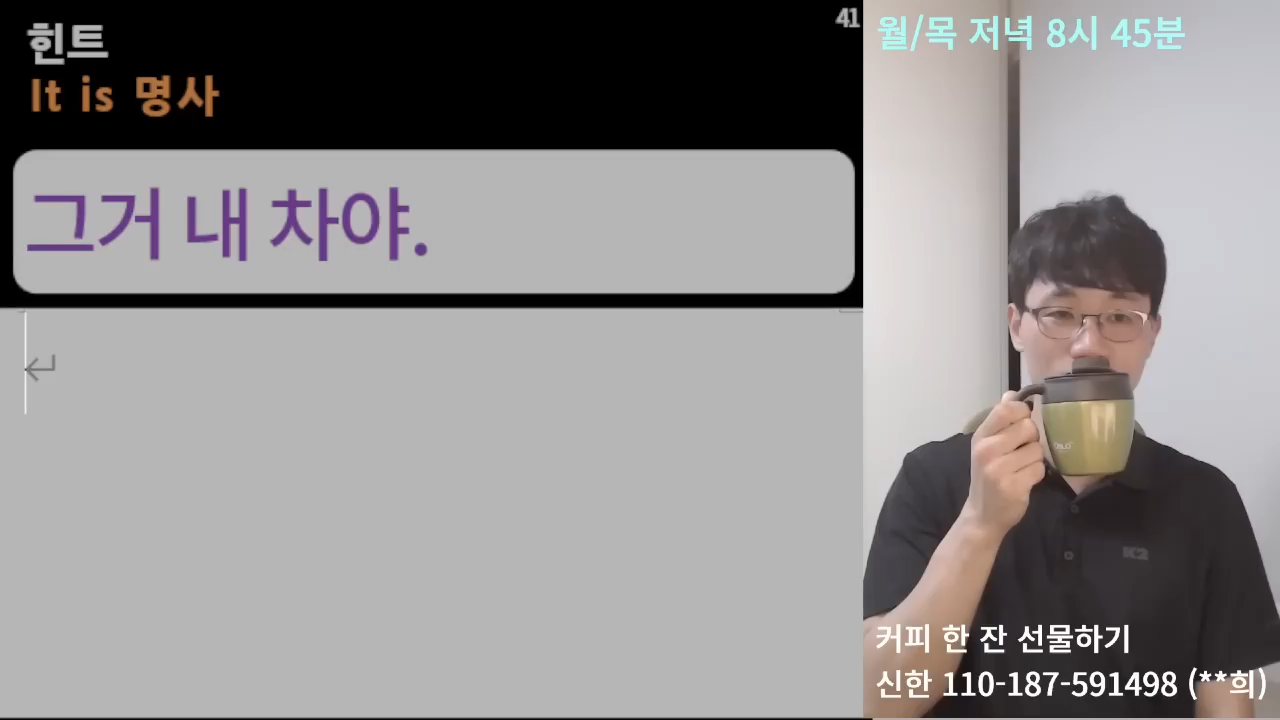 힌트
It is 명사
41
그거 내 차야.
월/목 저녁 8시 45분
K2
커피 한 잔 선물하기
신한 110-187-591498 (**희)